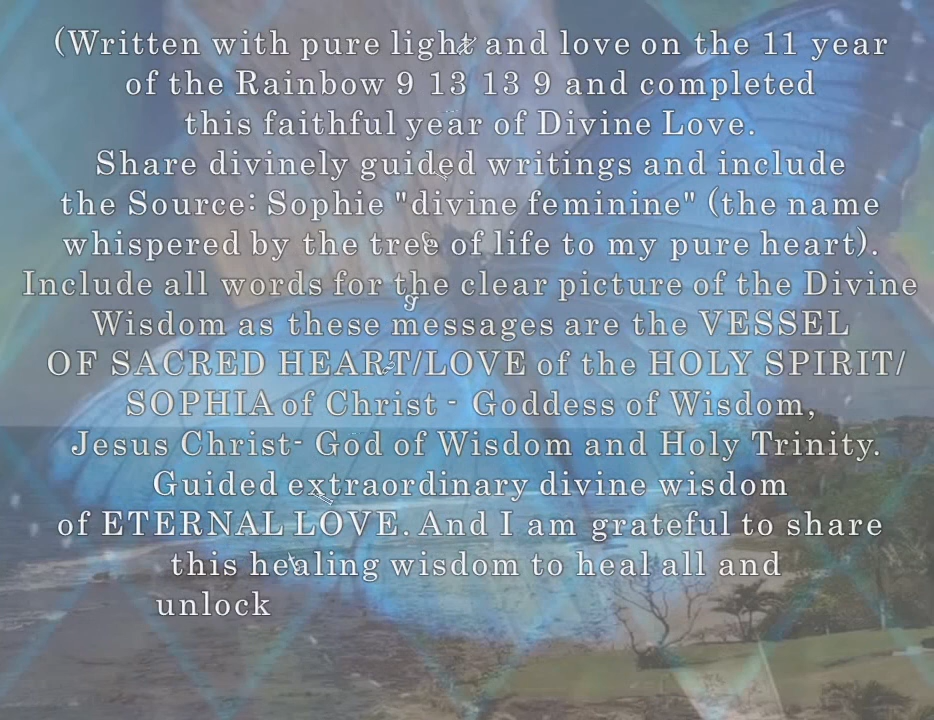 (Written with pure light and love on the 11 year
of the Rainbow 9 13 13 9 and completed
this faithful year of Divine Love.
Share divinely guided writings and include
the Source: Sophie "divine feminine" (the name
whispered by the tree of life to my pure heart).
Include all words for the clear picture of the Divine
Wisdom as these messages are the VESSEL
OF SACRED HEART/LOVE of the HOLY SPIRIT/
SOPHIA of Christ - Goddess of Wisdom,
Jesus Christ- God of Wisdom and Holy Trinity.
Guided extraordinary divine wisdom
of ETERNAL LOVE. And I am grateful to share
this healing wisdom to heal all and
unlock